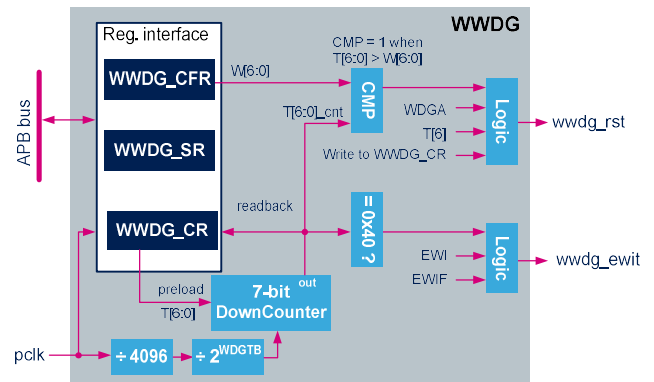 WWDG
Reg. interface
CMP = 1 when
T[6:0] > W[6:0]
WWDG_CFR
W[6:0]
CMP
Logic
WDGA
T[6:0]_cnt
T[6]
wwdg_rst
APB bus
WWDG_SR
Write to WWDG_CR
readback
= 0x40 ?
WWDG_CR
Logic
EWI
wwdg_ewit
EWIF
preload
T[6:0]
7-bit out
DownCounter
pclk
÷ 4096
÷ 2^WDGTB